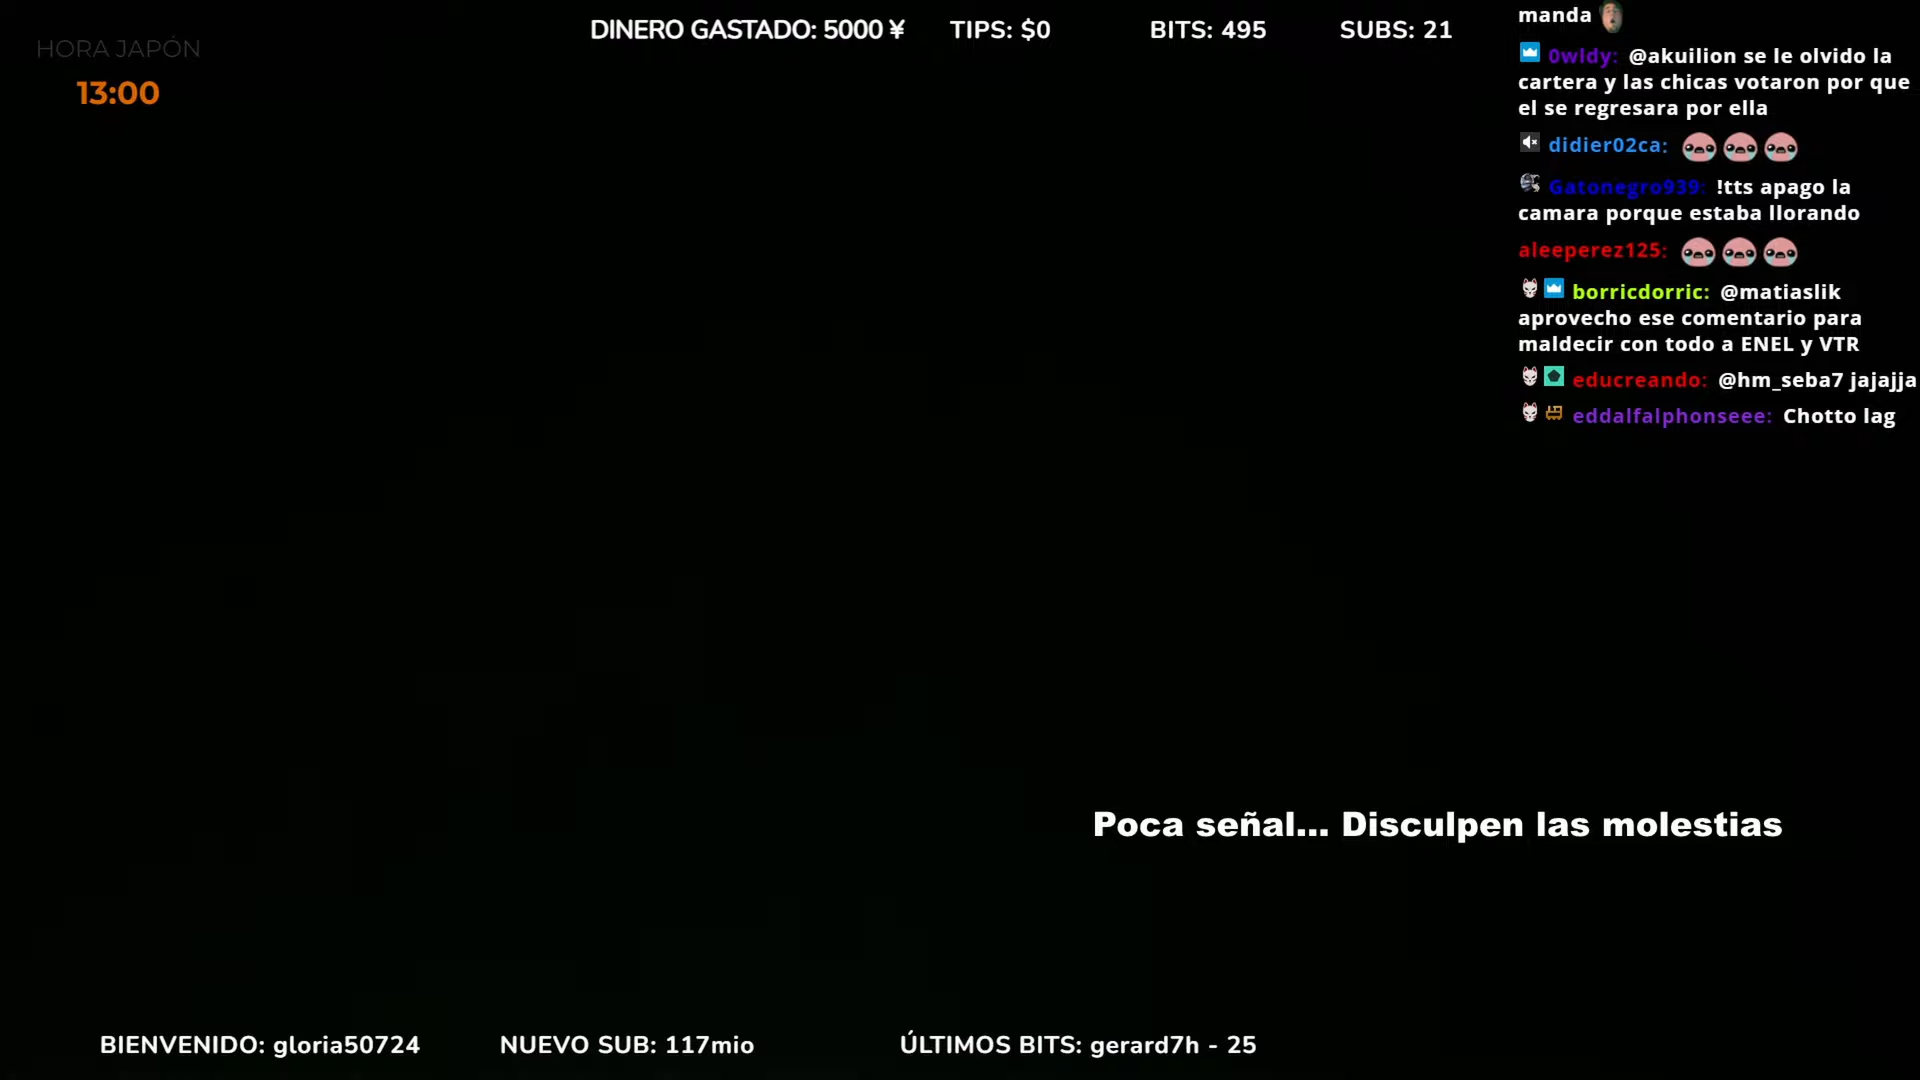 HORA JAPÓN
13:00
DINERO GASTADO: 5000 ¥
TIPS: $0
BITS: 495
SUBS: 21
manda
0wldy: @akuilion se le olvido la
cartera y las chicas votaron por que
el se regresara por ella
didier02ca:
Gatonegro939: !tts apago la
camara porque estaba llorando
aleeperez125:
borricdorric: @matiaslik
aprovecho ese comentario para
maldecir con todo a ENEL y VTR
educreando: @hm_seba7 jajajja
eddalfalphonseee: Chotto lag
Poca señal... Disculpen las molestias
BIENVENIDO: gloria50724
NUEVO SUB: 117mio
ÚLTIMOS BITS: gerard7h - 25